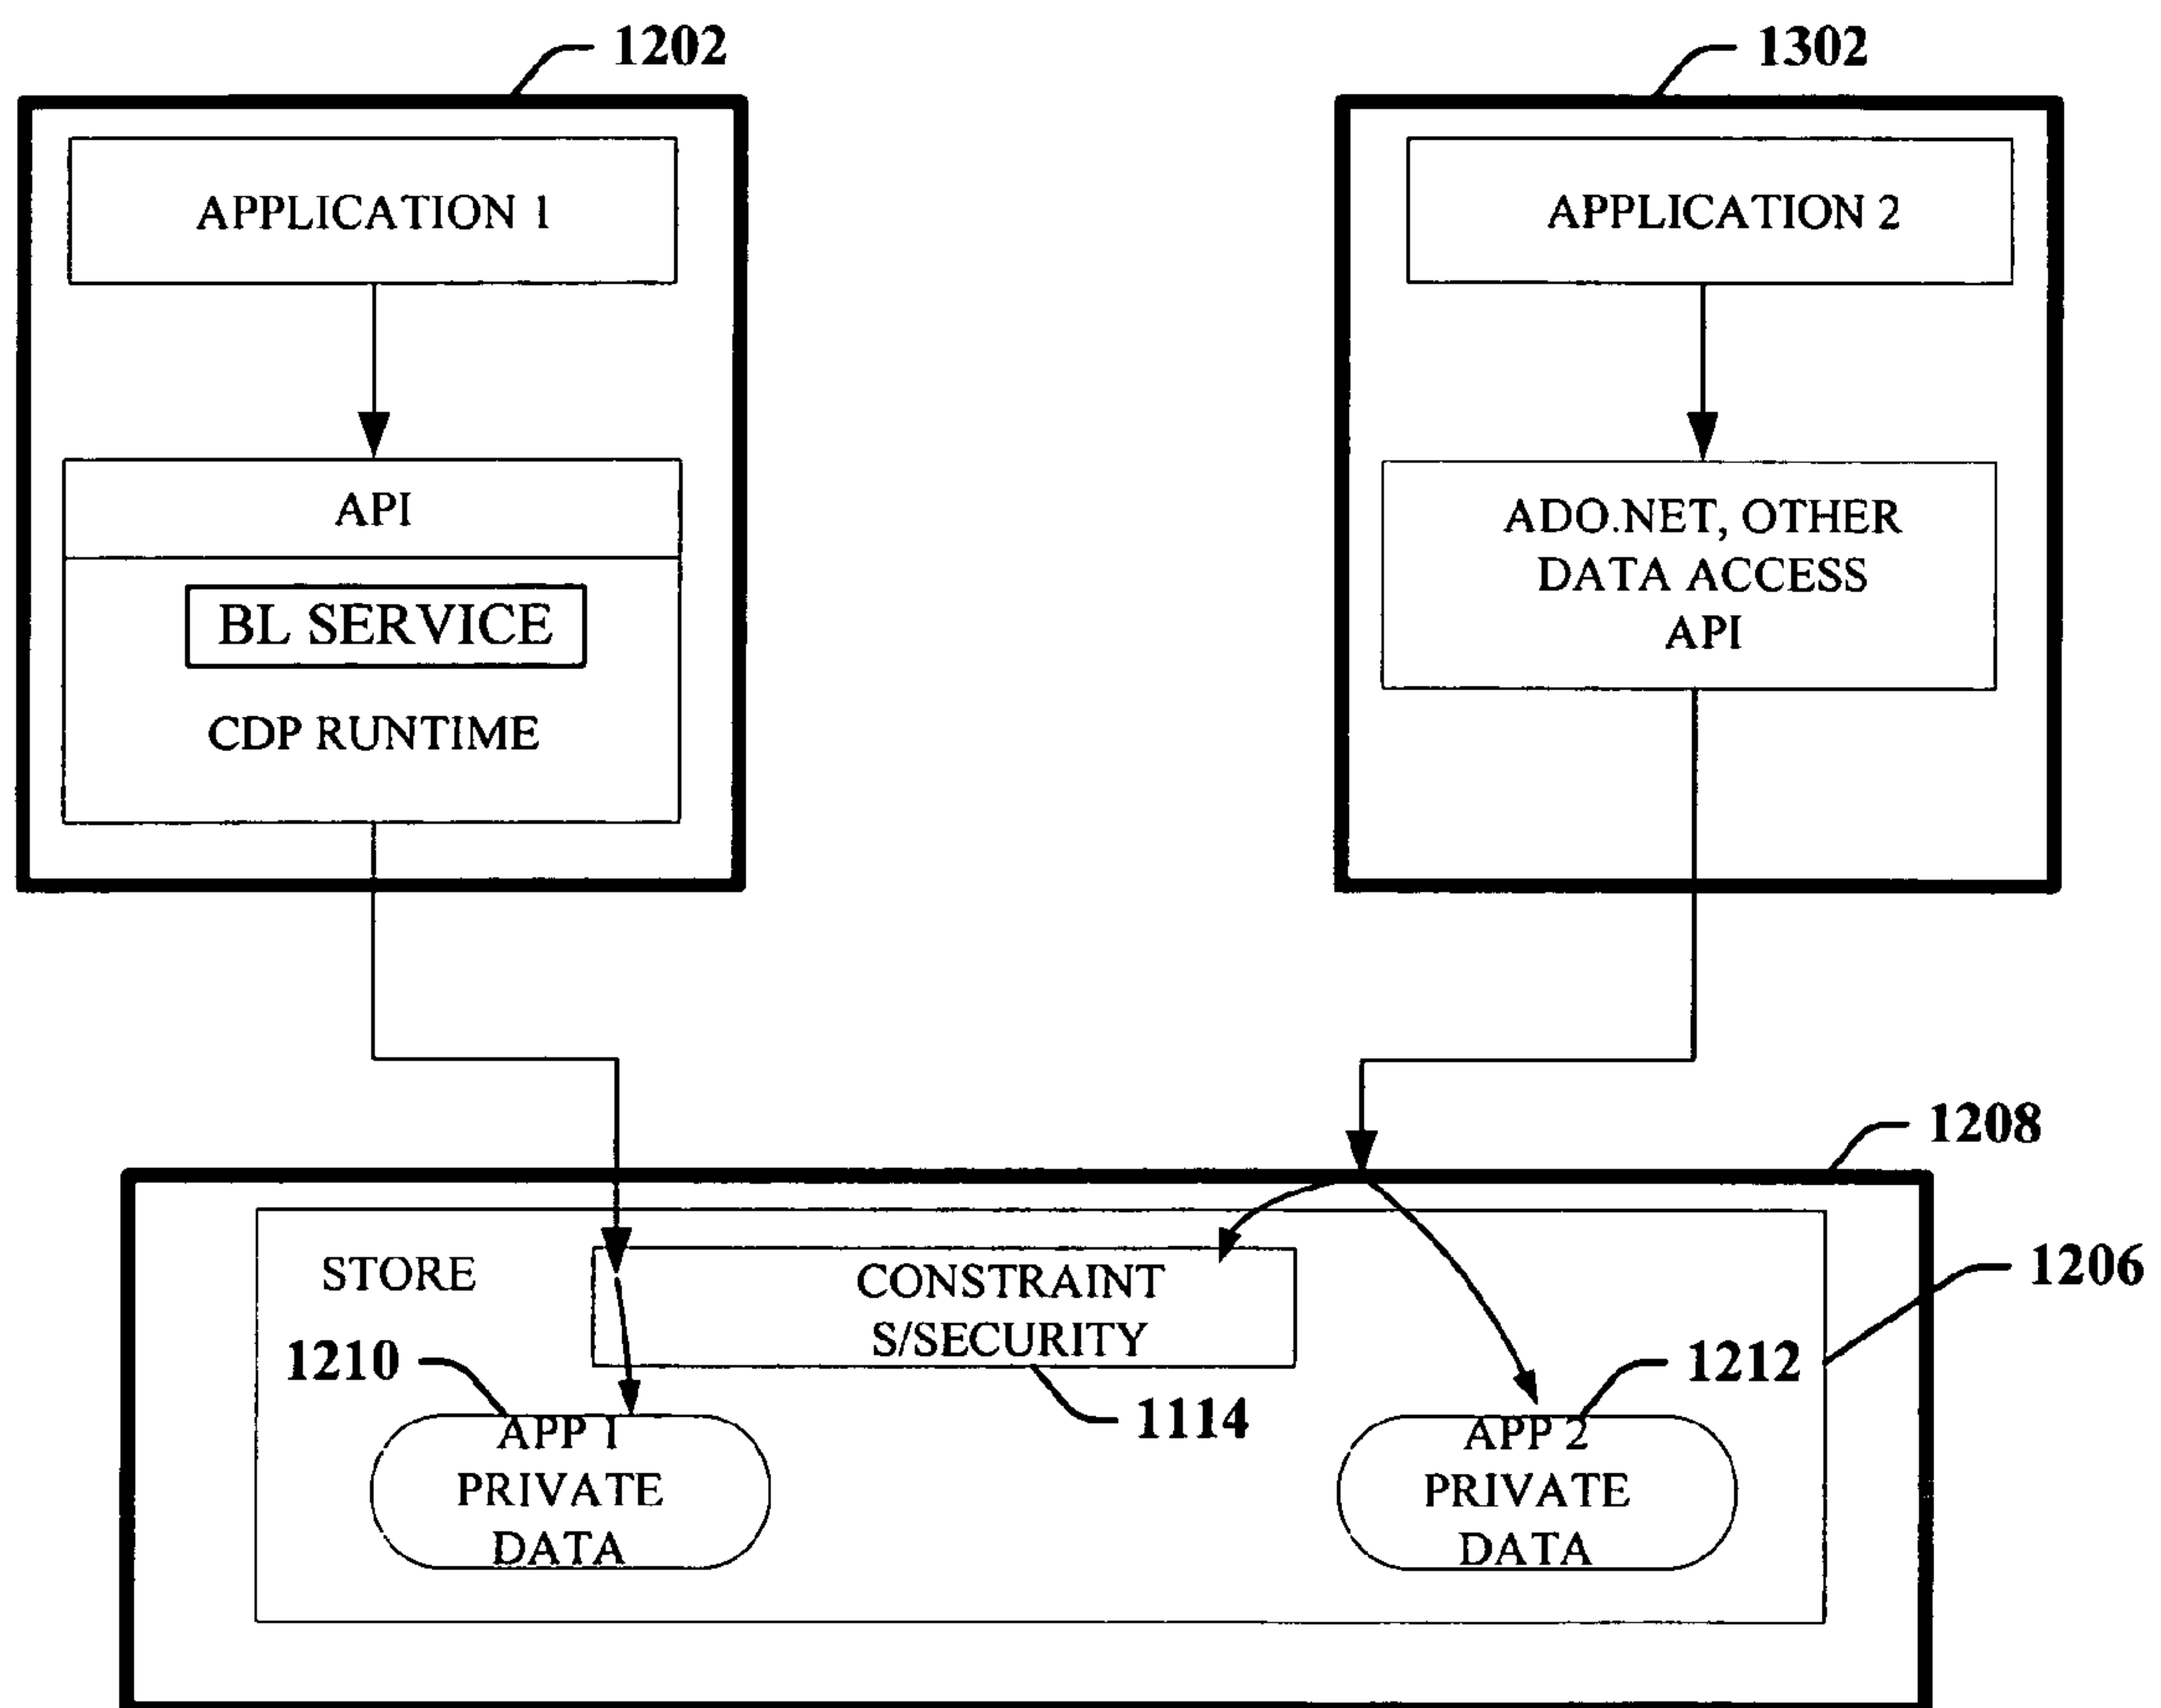 1202
1302
APPLICATION 1
APPLICATION 2
API
BL SERVICE
CDP RUNTIME
ADO.NET, OTHER
DATA ACCESS
API
1208
STORE
CONSTRAINT
S/SECURITY
1206
1210
1212
1114
APP 1
PRIVATE
DATA
APP 2
PRIVATE
DATA